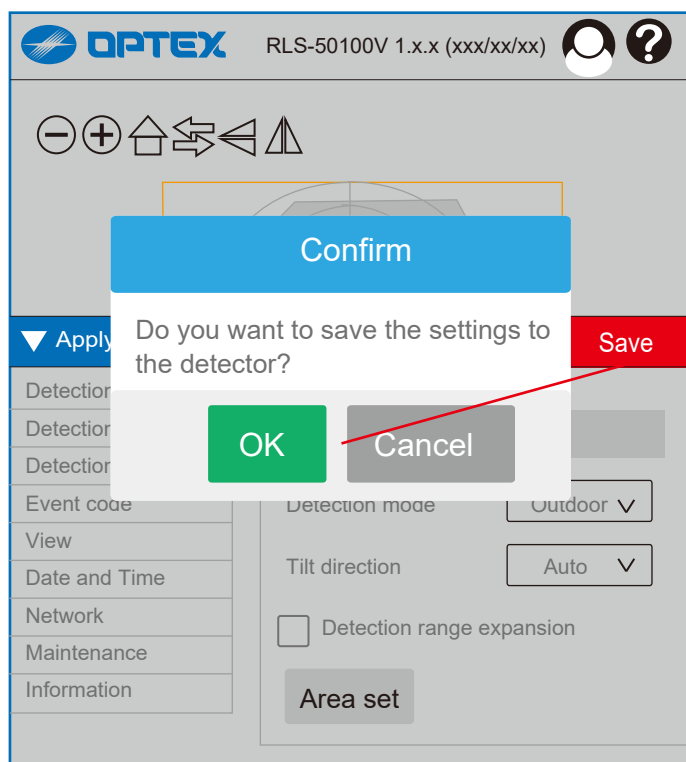 OPTEX RLS-50100V 1.x.x (xxx/xx/xx) ?
Confirm
Do you want to save the settings to
the detector?
OK Cancel
Apply
Save
Detection
Detection
Detection
Event code
View
Date and Time
Network
Maintenance
Information
Detection mode Outdoor
Tilt direction Auto
Detection range expansion
Area set